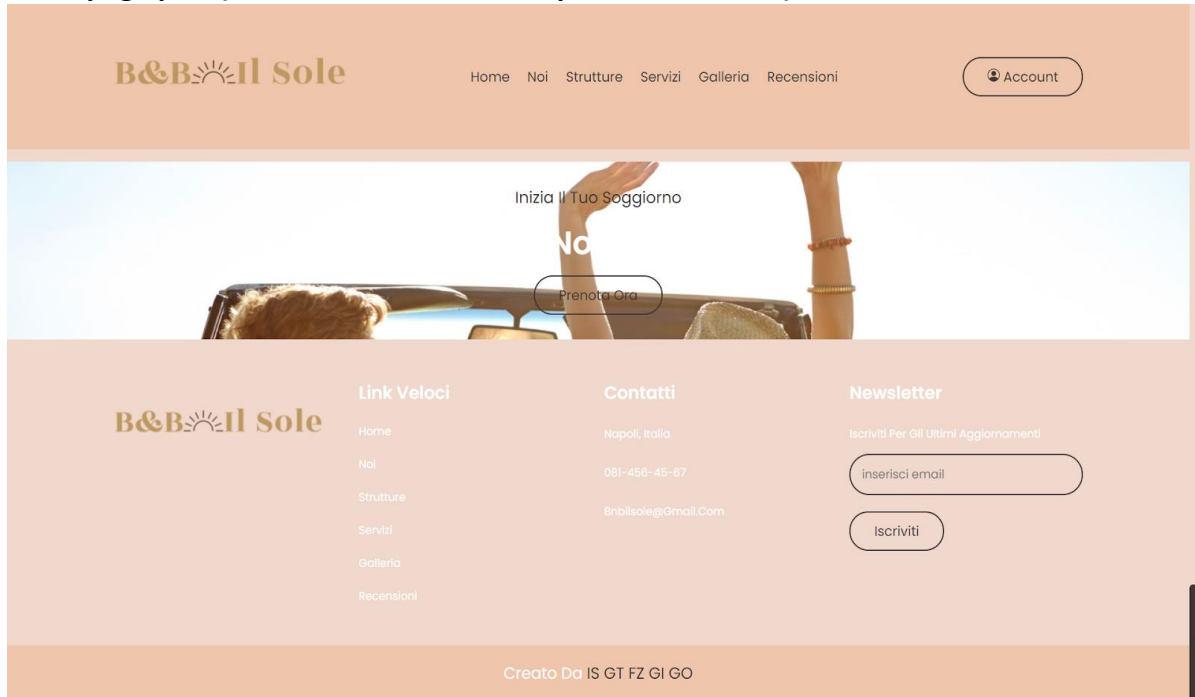 B&B Il Sole
Home Noi Strutture Servizi Galleria Recensioni
Account
Inizia Il Tuo Soggiorno
Prenota Ora
B&B Il Sole
Link Veloci
Home
Noi
Strutture
Servizi
Galleria
Recensioni
Contatti
Napoli, Italia
081-456-45-67
Bnbilsole@Gmail.Com
Newsletter
Iscriviti Per Gli Ultimi Aggiornamenti
inserisci email
Iscriviti
Creato Da IS GT FZ GI GO